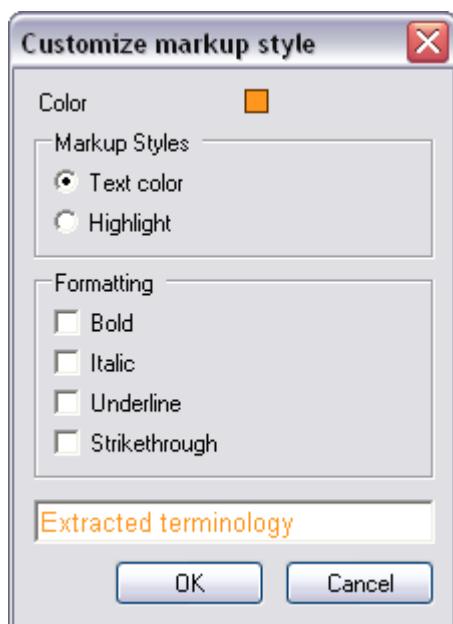 Customize markup style
Color
Markup Styles
Text color
Highlight
Formatting
Bold
Italic
Underline
Strikethrough
Extracted terminology
OK Cancel